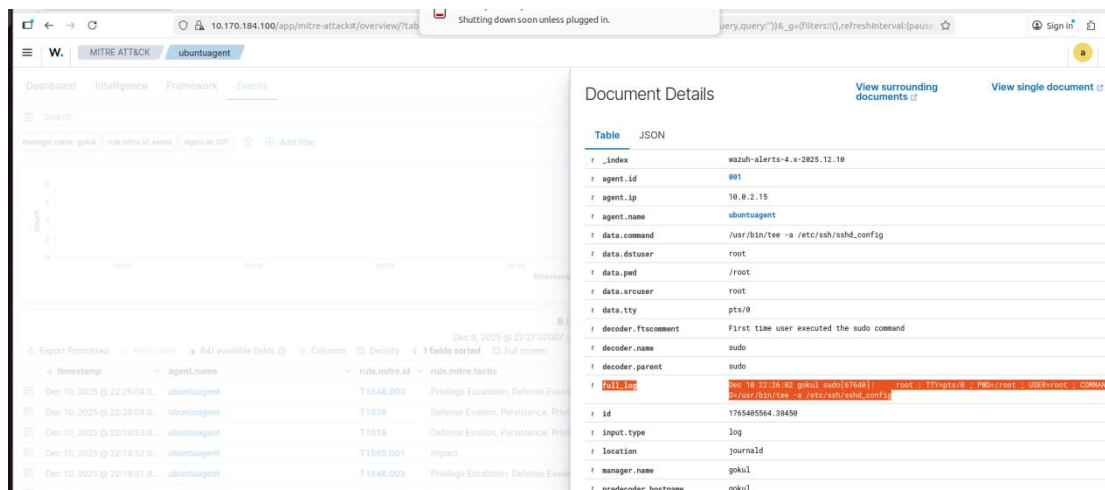 Shutting down soon unless plugged in.
10.170.184.100/app/mitre-attack#/overview/?tab
uery,query:''))&_g=(filters:!(),refreshInterval:(pause:
Sign in
W.
MITRE ATT&CK
ubuntuagent
a
Dashboard Intelligence Framework Events
Search
manager.name: gokul rule.mitre.id: exists agent.id: 001 Add filter
Count
timestamp
Dec 9, 2025 @ 22:27:07.007 -
Export Formatted 641 available fields Columns Density 1 fields sorted Full screen
timestamp agent.name rule.mitre.id rule.mitre.tactic
Dec 10, 2025 @ 22:26:04.0... ubuntuagent T1548.003 Privilege Escalation, Defense Evasi
Dec 10, 2025 @ 22:26:04.0... ubuntuagent T1078 Defense Evasion, Persistence, Privi
Dec 10, 2025 @ 22:18:53.8... ubuntuagent T1078 Defense Evasion, Persistence, Privi
Dec 10, 2025 @ 22:18:52.0... ubuntuagent T1565.001 Impact
Dec 10, 2025 @ 22:18:51.8... ubuntuagent T1548.003 Privilege Escalation, Defense Evasi
Document Details
View surrounding
documents
View single document
Table JSON
t _index wazuh-alerts-4.x-2025.12.10
t agent.id 001
t agent.ip 10.0.2.15
t agent.name ubuntuagent
t data.command /usr/bin/tee -a /etc/ssh/sshd_config
t data.dstuser root
t data.pwd /root
t data.srcuser root
t data.tty pts/0
t decoder.ftscomment First time user executed the sudo command
t decoder.name sudo
t decoder.parent sudo
t full_log Dec 10 22:26:02 gokul sudo[67640]: root : TTY=pts/0 ; PWD=/root ; USER=root ; COMMAN
D=/usr/bin/tee -a /etc/ssh/sshd_config
t id 1765405564.38450
t input.type log
t location journald
t manager.name gokul
t predecoder.hostname gokul